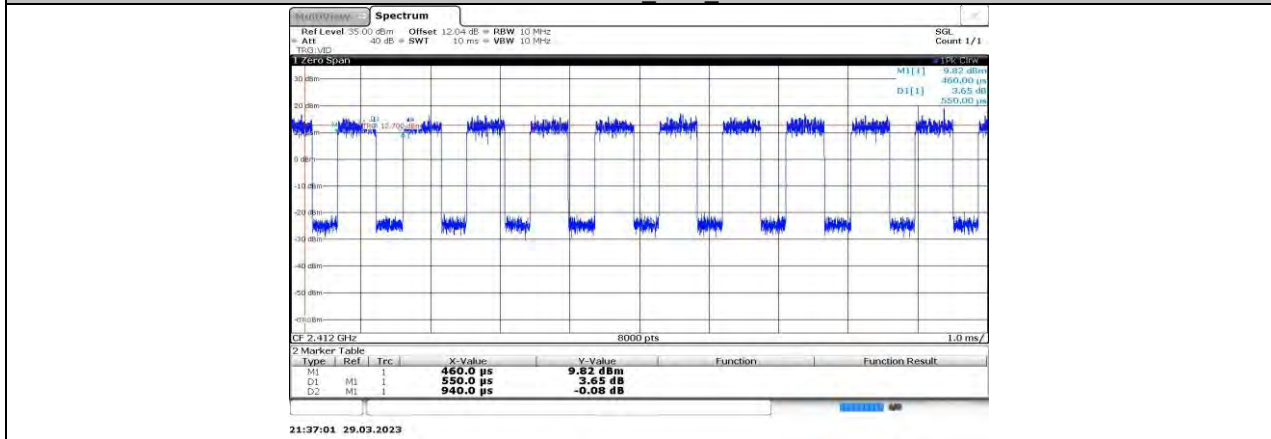 MultiView Spectrum
Ref Level 35.00 dBm Offset 12.04 dB RBW 10 MHz SGL
Att 40 dB SWT 10 ms VBW 10 MHz Count 1/1
TRG:VID
1 Zero Span 1Pk Clrw
M1[1] 9.82 dBm
460.00 µs
D1[1] 3.65 dB
550.00 µs
30 dBm
20 dBm
TRG 12.700 dBm
0 dBm
-10 dBm
-20 dBm
-30 dBm
-40 dBm
-50 dBm
CF 2.412 GHz 8000 pts 1.0 ms/
2 Marker Table
Type Ref Trc X-Value Y-Value Function Function Result
M1 1 460.0 µs 9.82 dBm
D1 M1 1 550.0 µs 3.65 dB
D2 M1 1 940.0 µs -0.08 dB
21:37:01 29.03.2023